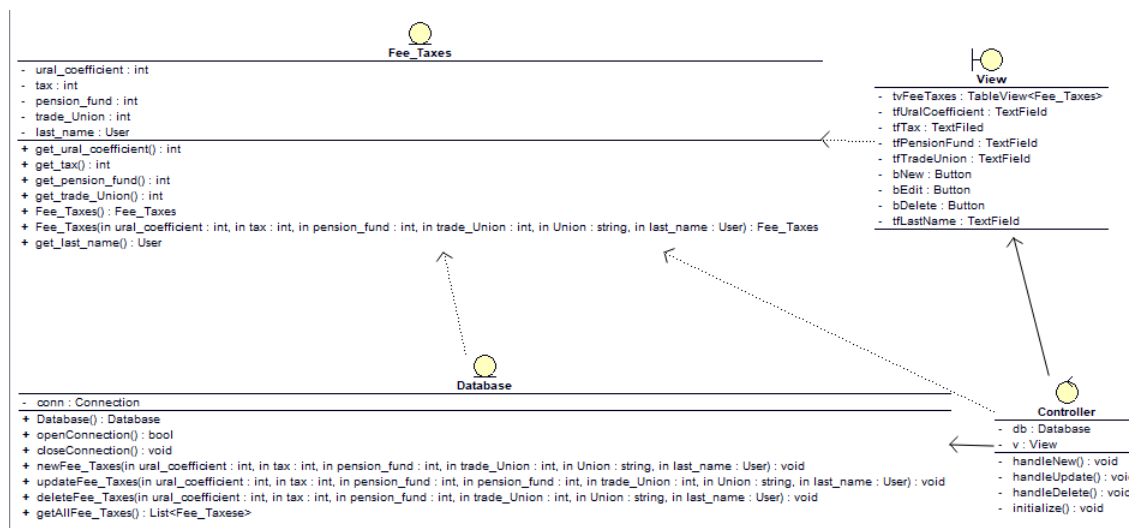 Fee_Taxes
- ural_coefficient : int
- tax : int
- pension_fund : int
- trade_Union : int
- last_name : User
+ get_ural_coefficient() : int
+ get_tax() : int
+ get_pension_fund() : int
+ get_trade_Union() : int
+ Fee_Taxes() : Fee_Taxes
+ Fee_Taxes(in ural_coefficient : int, in tax : int, in pension_fund : int, in trade_Union : int, in Union : string, in last_name : User) : Fee_Taxes
+ get_last_name() : User
View
- tvFeeTaxes : TableView<Fee_Taxes>
- tfUralCoefficient : TextField
- tfTax : TextFiled
- tfPensionFund : TextField
- tfTradeUnion : TextField
- bNew : Button
- bEdit : Button
- bDelete : Button
- tfLastName : TextField
Database
- conn : Connection
+ Database() : Database
+ openConnection() : bool
+ closeConnection() : void
+ newFee_Taxes(in ural_coefficient : int, in tax : int, in pension_fund : int, in trade_Union : int, in Union : string, in last_name : User) : void
+ updateFee_Taxes(in ural_coefficient : int, in tax : int, in pension_fund : int, in pension_fund : int, in trade_Union : int, in Union : string, in last_name : User) : void
+ deleteFee_Taxes(in ural_coefficient : int, in tax : int, in pension_fund : int, in trade_Union : int, in Union : string, in last_name : User) : void
+ getAllFee_Taxes() : List<Fee_Taxese>
Controller
- db : Database
- v : View
- handleNew() : void
- handleUpdate() : void
- handleDelete() : void
- initialize() : void